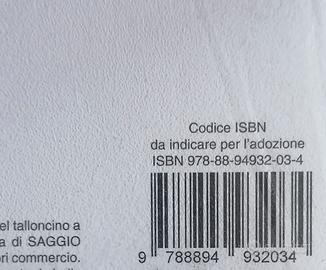 Codice ISBN
da indicare per l'adozione
ISBN 978-88-94932-03-4
9 788894 932034
el talloncino a
a di SAGGIO
ri commercio.